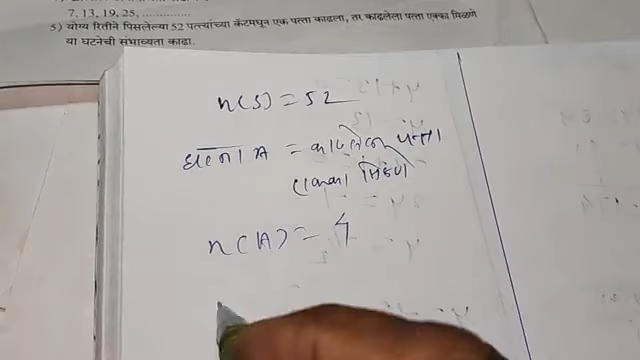 7, 13, 19, 25, ..............
5) योग्य रितीने पिसलेल्या 52 पत्त्यांच्या कॅटमधून एक पत्ता काढला, तर काढलेला पत्ता एक्का मिळणे
या घटनेची संभाव्यता काढा.
n(S) = 52
घटना A = काढलेला पत्ता
एक्का मिळणे
n(A) = 4